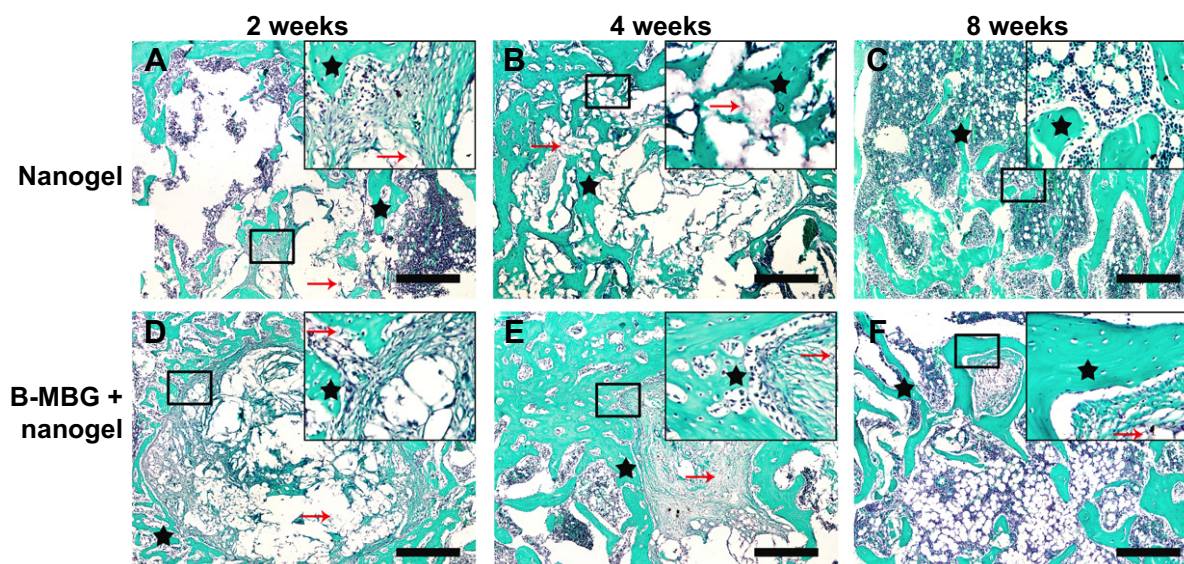 2 weeks
4 weeks
8 weeks
Nanogel
A
B
C
B-MBG +
nanogel
D
E
F